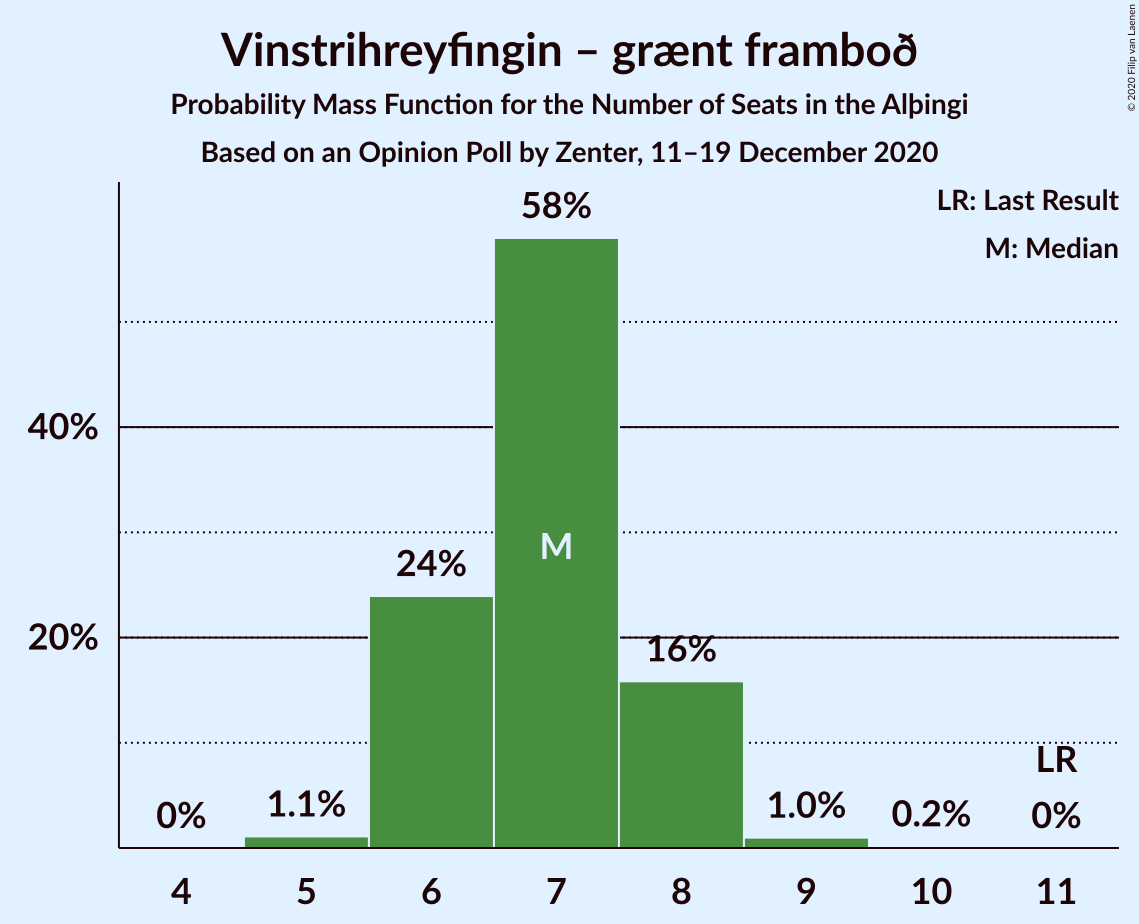 Vinstrihreyfingin – grænt framboð
Probability Mass Function for the Number of Seats in the Alþingi
Based on an Opinion Poll by Zenter, 11–19 December 2020
© 2020 Filip van Laenen
LR: Last Result
M: Median
58%
40%
M
24%
20%
16%
LR
0%
1.1%
1.0%
0.2%
0%
4
5
6
7
8
9
10
11